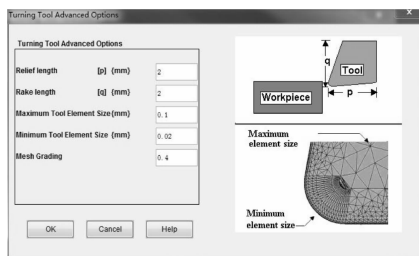 Turning Tool Advanced Options
Turning Tool Advanced Options
Relief length [p] {mm} 2
Rake length [q] {mm} 2
Maximum Tool Element Size{mm} 0.1
Minimum Tool Element Size {mm} 0.02
Mesh Grading 0.4
OK Cancel Help
q
Tool
p
Workpiece
Maximum
element size
Minimum
element size